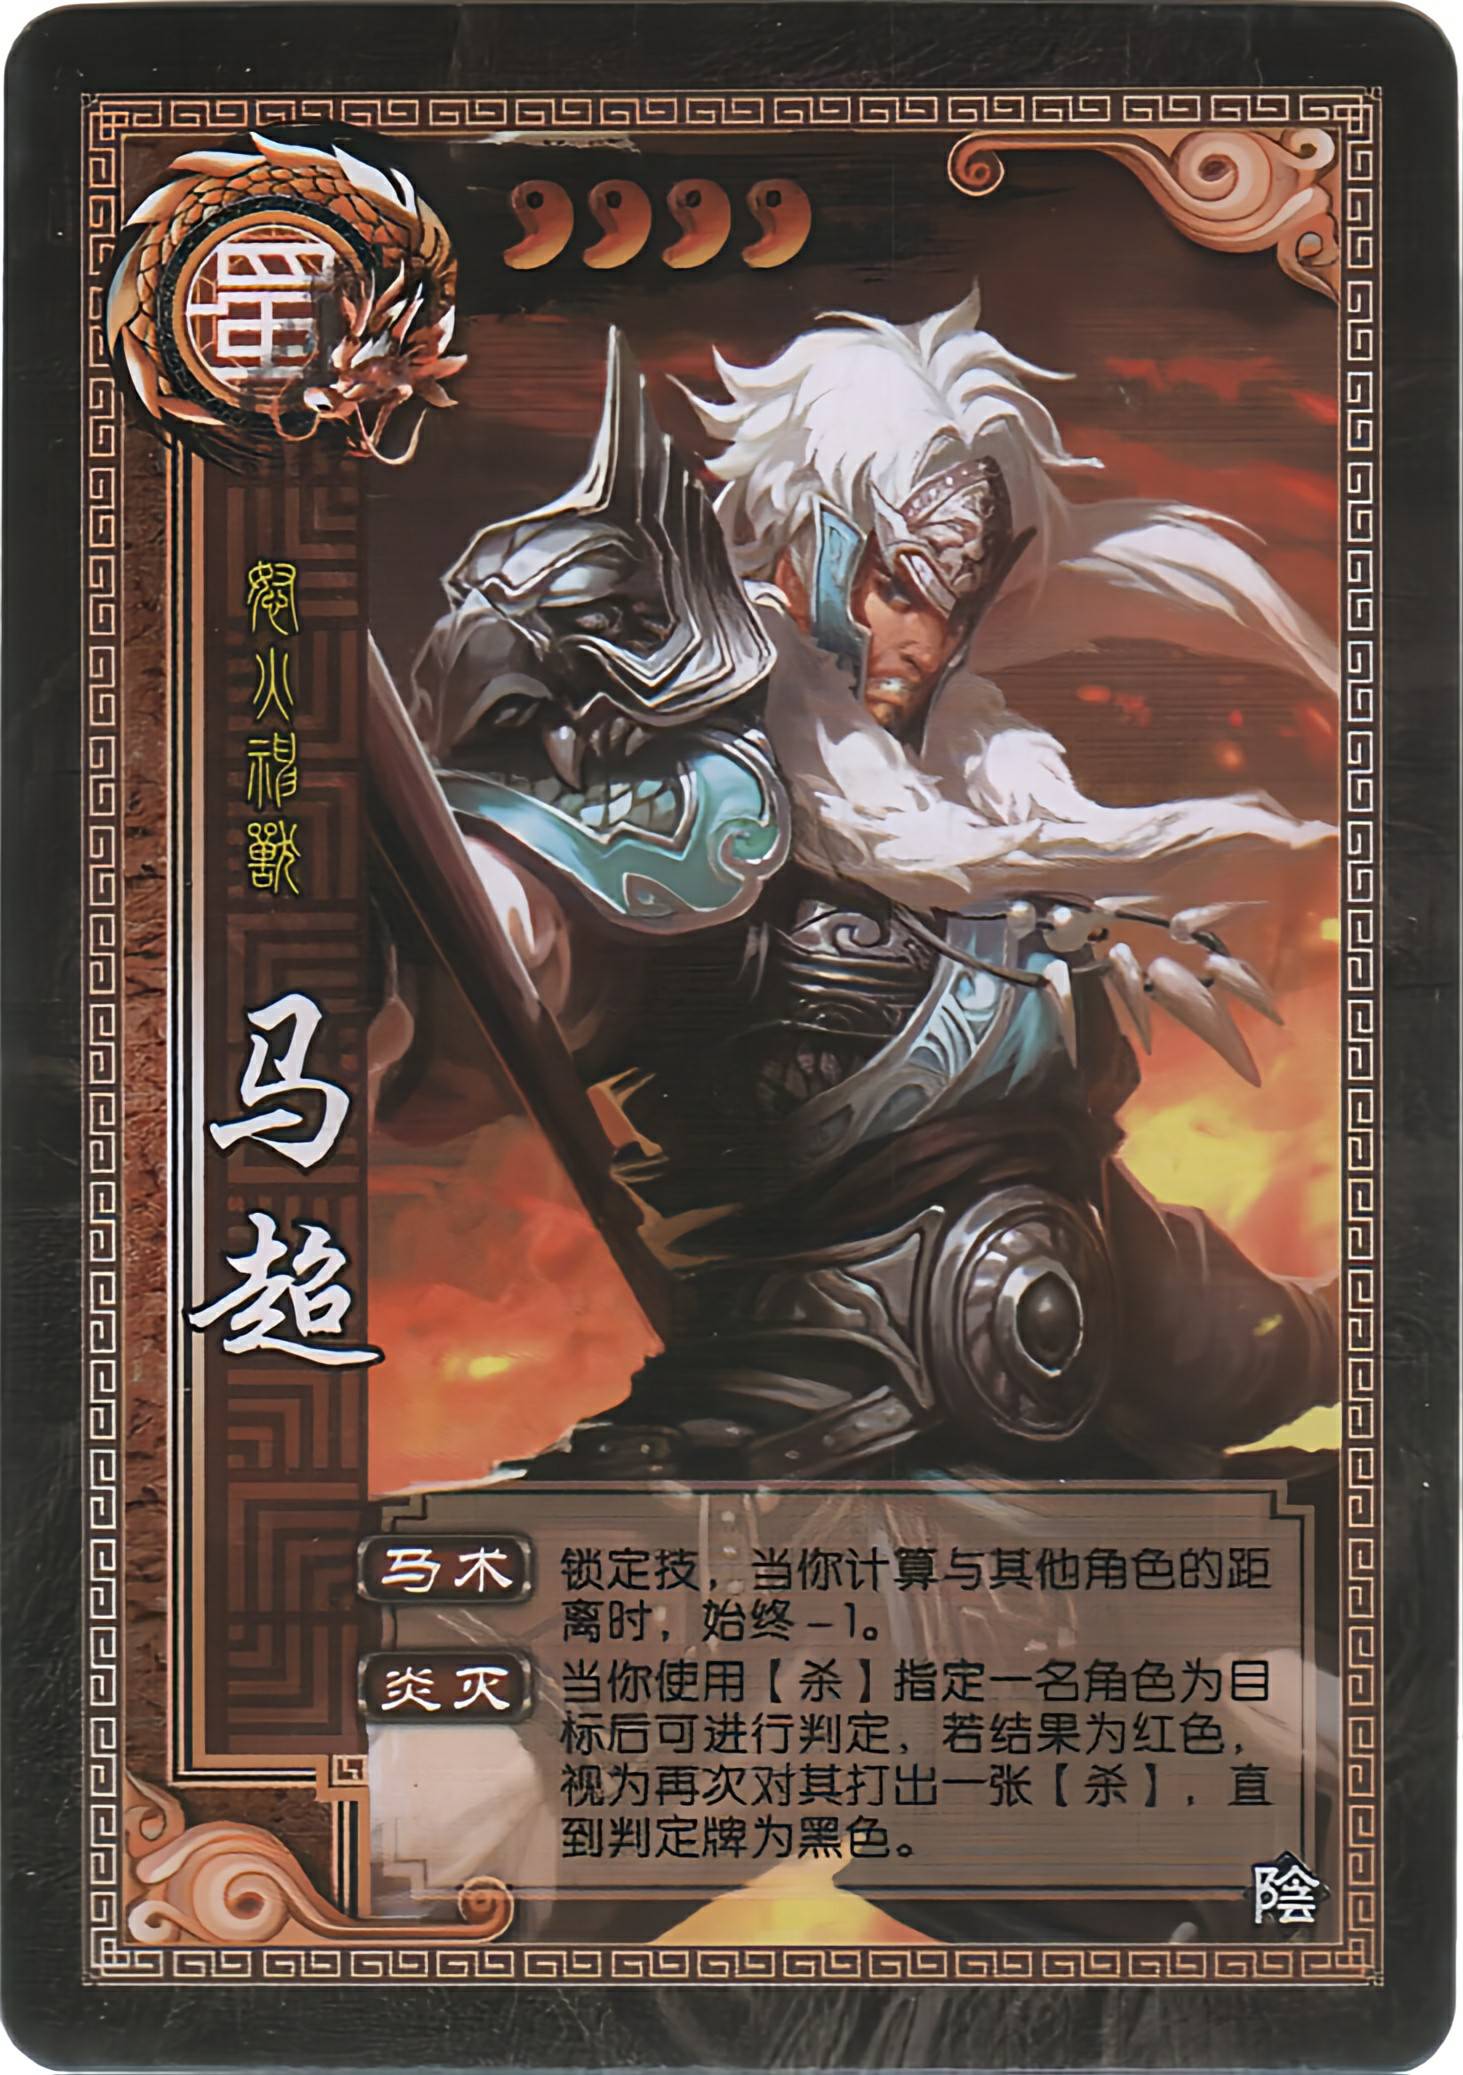 怒火神獸
马超
马术
锁定技，当你计算与其他角色的距
离时，始终-1。
炎灭
当你使用【杀】指定一名角色为目
标后可进行判定，若结果为红色，
视为再次对其打出一张【杀】，直
到判定牌为黑色。
陰